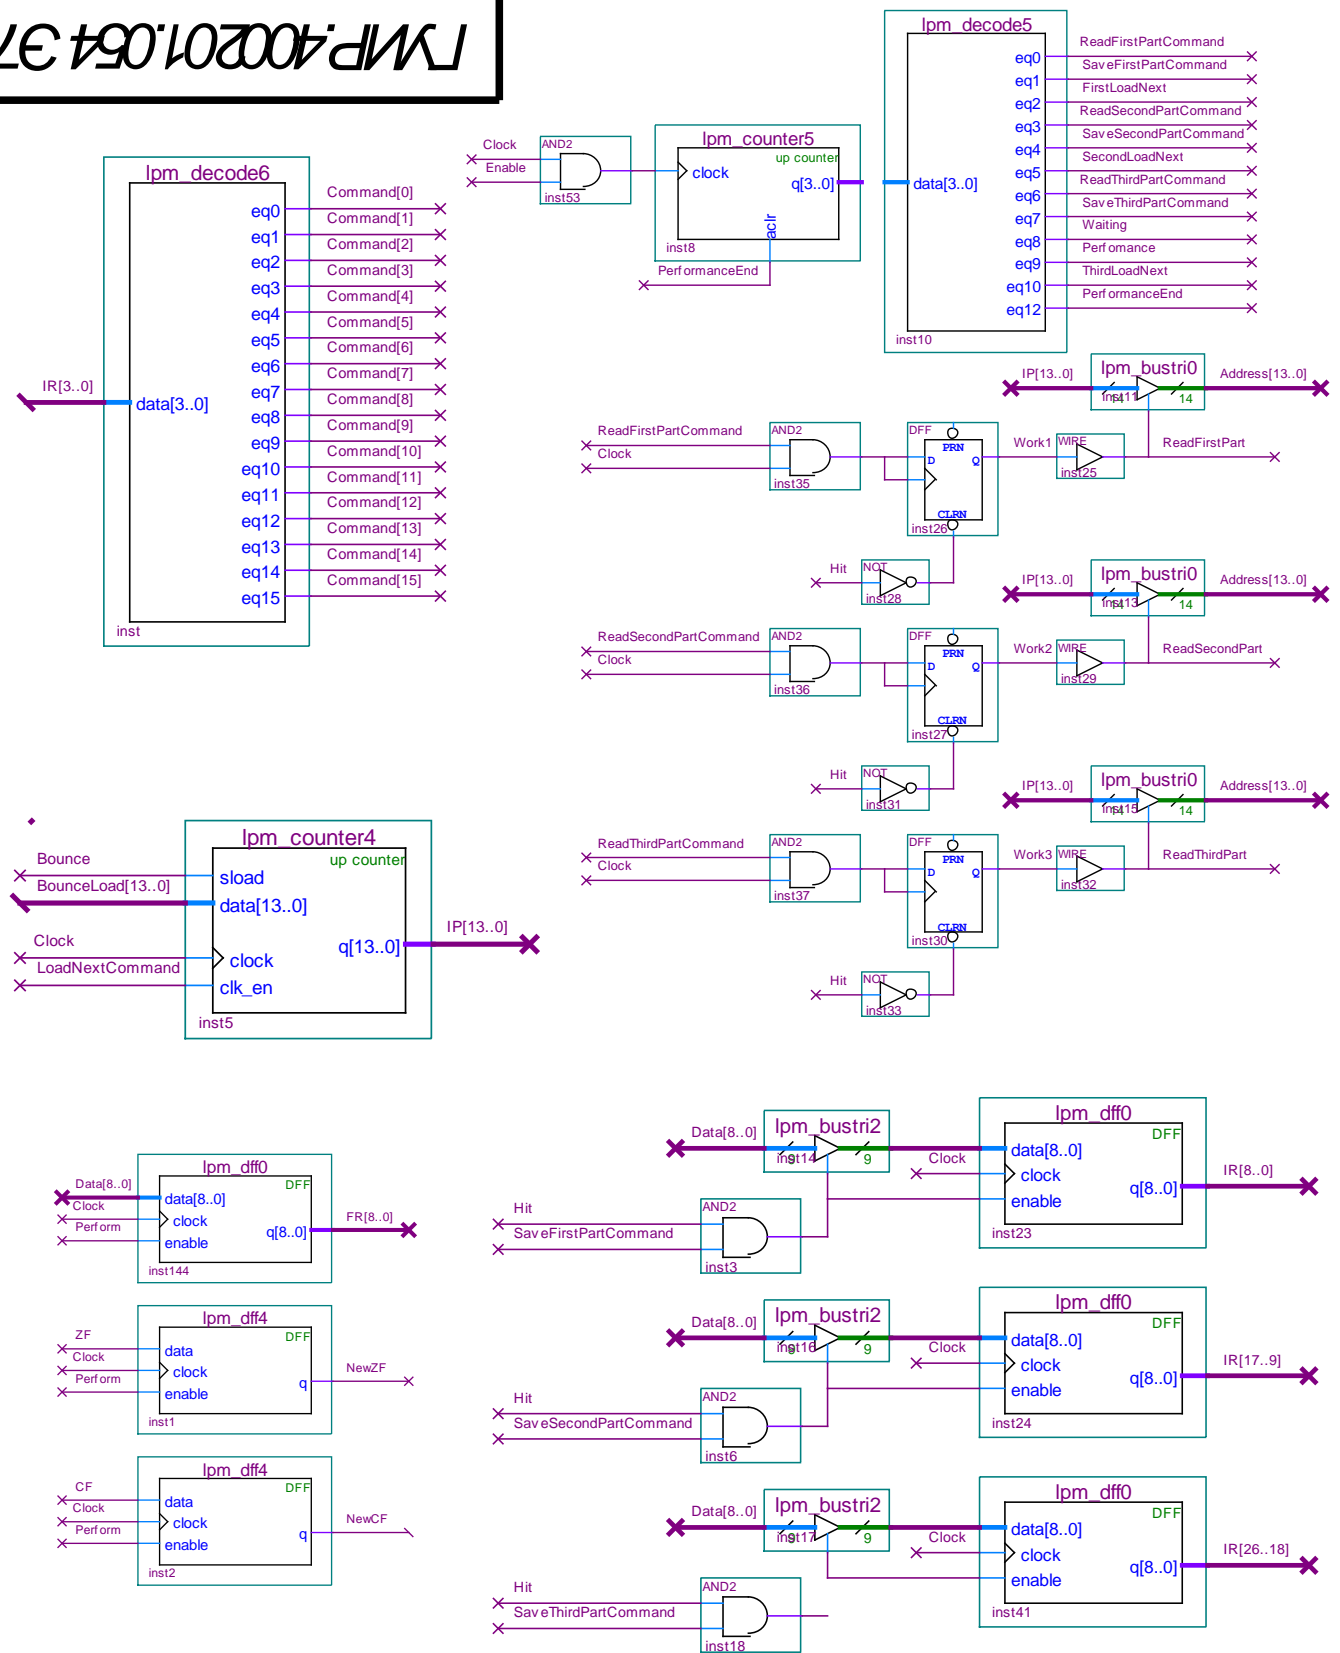 ГУИР.400201.054 Э
lpm_decode5
eq0
eq1
eq2
eq3
eq4
eq5
eq6
eq7
eq8
eq9
eq10
eq12
data[3..0]
inst10
ReadFirstPartCommand
SaveFirstPartCommand
FirstLoadNext
ReadSecondPartCommand
SaveSecondPartCommand
SecondLoadNext
ReadThirdPartCommand
SaveThirdPartCommand
Waiting
Perfomance
ThirdLoadNext
PerformanceEnd
Clock
Enable
AND2
inst53
lpm_counter5
up counter
clock
q[3..0]
aclr
inst8
PerformanceEnd
lpm_decode6
IR[3..0]
data[3..0]
eq0
eq1
eq2
eq3
eq4
eq5
eq6
eq7
eq8
eq9
eq10
eq11
eq12
eq13
eq14
eq15
inst
Command[0]
Command[1]
Command[2]
Command[3]
Command[4]
Command[5]
Command[6]
Command[7]
Command[8]
Command[9]
Command[10]
Command[11]
Command[12]
Command[13]
Command[14]
Command[15]
IP[13..0]
lpm_bustri0
14
inst11
14
Address[13..0]
ReadFirstPartCommand
Clock
AND2
inst35
DFF
PRN
D
Q
CLRN
inst26
Work1
WIRE
inst25
ReadFirstPart
Hit
NOT
inst28
IP[13..0]
lpm_bustri0
14
inst13
14
Address[13..0]
ReadSecondPartCommand
Clock
AND2
inst36
DFF
PRN
D
Q
CLRN
inst27
Work2
WIRE
inst29
ReadSecondPart
Hit
NOT
inst31
IP[13..0]
lpm_bustri0
14
inst15
14
Address[13..0]
ReadThirdPartCommand
Clock
AND2
inst37
DFF
PRN
D
Q
CLRN
inst30
Work3
WIRE
inst32
ReadThirdPart
Hit
NOT
inst33
lpm_counter4
up counter
Bounce
BounceLoad[13..0]
Clock
LoadNextCommand
sload
data[13..0]
clock
clk_en
q[13..0]
inst5
IP[13..0]
lpm_dff0
DFF
Data[8..0]
Clock
Perform
data[8..0]
clock
enable
q[8..0]
inst144
FR[8..0]
lpm_dff4
DFF
ZF
Clock
Perform
data
clock
enable
q
inst1
NewZF
lpm_dff4
DFF
CF
Clock
Perform
data
clock
enable
q
inst2
NewCF
Data[8..0]
lpm_bustri2
9
inst14
9
Hit
SaveFirstPartCommand
AND2
inst3
lpm_dff0
DFF
Clock
data[8..0]
clock
enable
q[8..0]
inst23
IR[8..0]
Data[8..0]
lpm_bustri2
9
inst16
9
Hit
SaveSecondPartCommand
AND2
inst6
lpm_dff0
DFF
Clock
data[8..0]
clock
enable
q[8..0]
inst24
IR[17..9]
Data[8..0]
lpm_bustri2
9
inst17
9
Hit
SaveThirdPartCommand
AND2
inst18
lpm_dff0
DFF
Clock
data[8..0]
clock
enable
q[8..0]
inst41
IR[26..18]